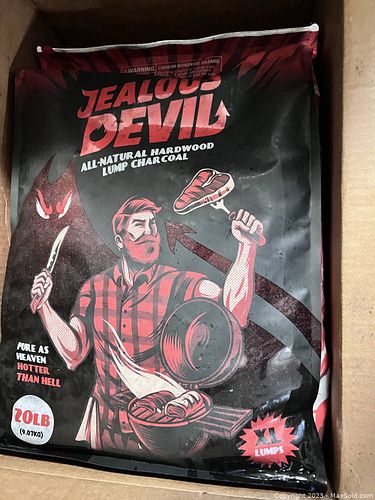 WARNING CARBON MONOXIDE HAZARD
JEALOUS
DEVIL
ALL-NATURAL HARDWOOD
LUMP CHARCOAL
PURE AS
HEAVEN
HOTTER
THAN HELL
20LB
(9.07KG)
XL
LUMPS
Copyright 2023 - MaxSold.com